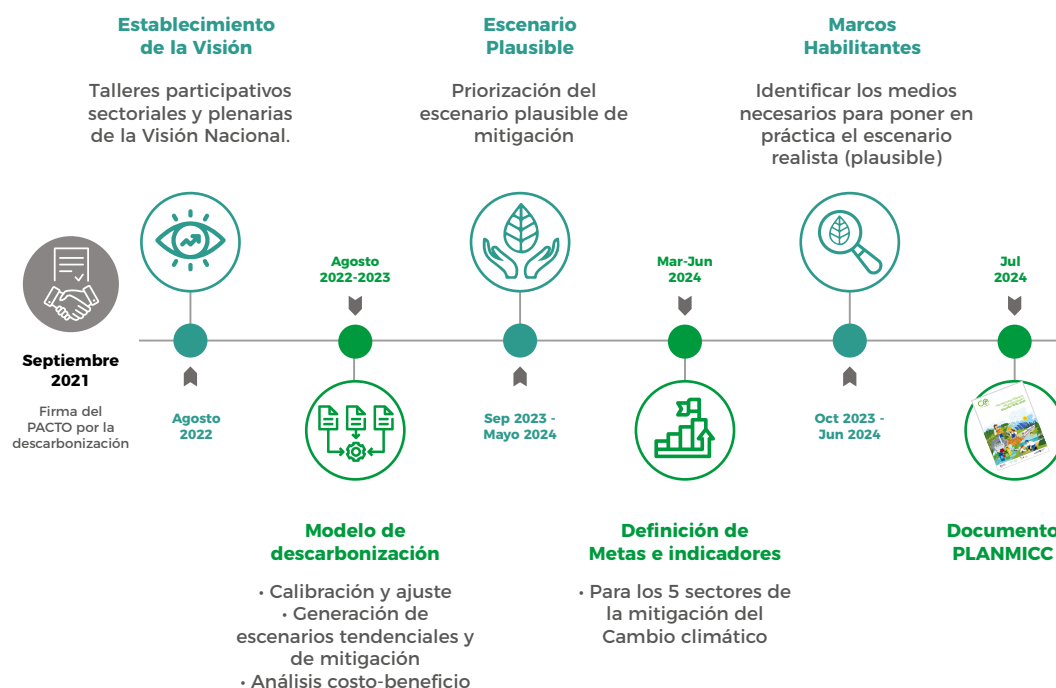 Establecimiento
de la Visión
Talleres participativos
sectoriales y plenarias
de la Visión Nacional.
Escenario
Plausible
Priorización del
escenario plausible de
mitigación
Marcos
Habilitantes
Identificar los medios
necesarios para poner en
práctica el escenario
realista (plausible)
Septiembre
2021
Firma del
PACTO por la
descarbonización
Agosto
2022
Agosto
2022-2023
Modelo de
descarbonización
• Calibración y ajuste
• Generación de
escenarios tendenciales y
de mitigación
• Análisis costo-beneficio
Sep 2023 -
Mayo 2024
Mar-Jun
2024
Definición de
Metas e indicadores
• Para los 5 sectores de
la mitigación del
Cambio climático
Oct 2023 -
Jun 2024
Jul
2024
Documento
PLANMICC